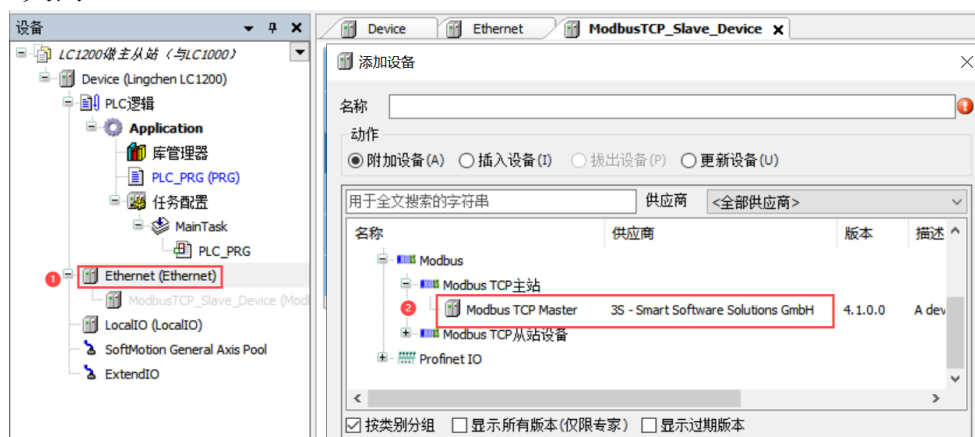 设备
LC1200做主从站（与LC1000）
Device (Lingchen LC1200)
PLC逻辑
Application
库管理器
PLC_PRG (PRG)
任务配置
MainTask
PLC_PRG
1
Ethernet (Ethernet)
ModbusTCP_Slave_Device (Mod
LocalIO (LocalIO)
SoftMotion General Axis Pool
ExtendIO
Device
Ethernet
ModbusTCP_Slave_Device
添加设备
名称
动作
附加设备(A) 插入设备(I) 拔出设备(P) 更新设备(U)
用于全文搜索的字符串 供应商 <全部供应商>
名称 供应商 版本 描述
Modbus
Modbus TCP主站
2 Modbus TCP Master 3S - Smart Software Solutions GmbH 4.1.0.0 A dev
Modbus TCP从站设备
Profinet IO
按类别分组 显示所有版本(仅限专家) 显示过期版本